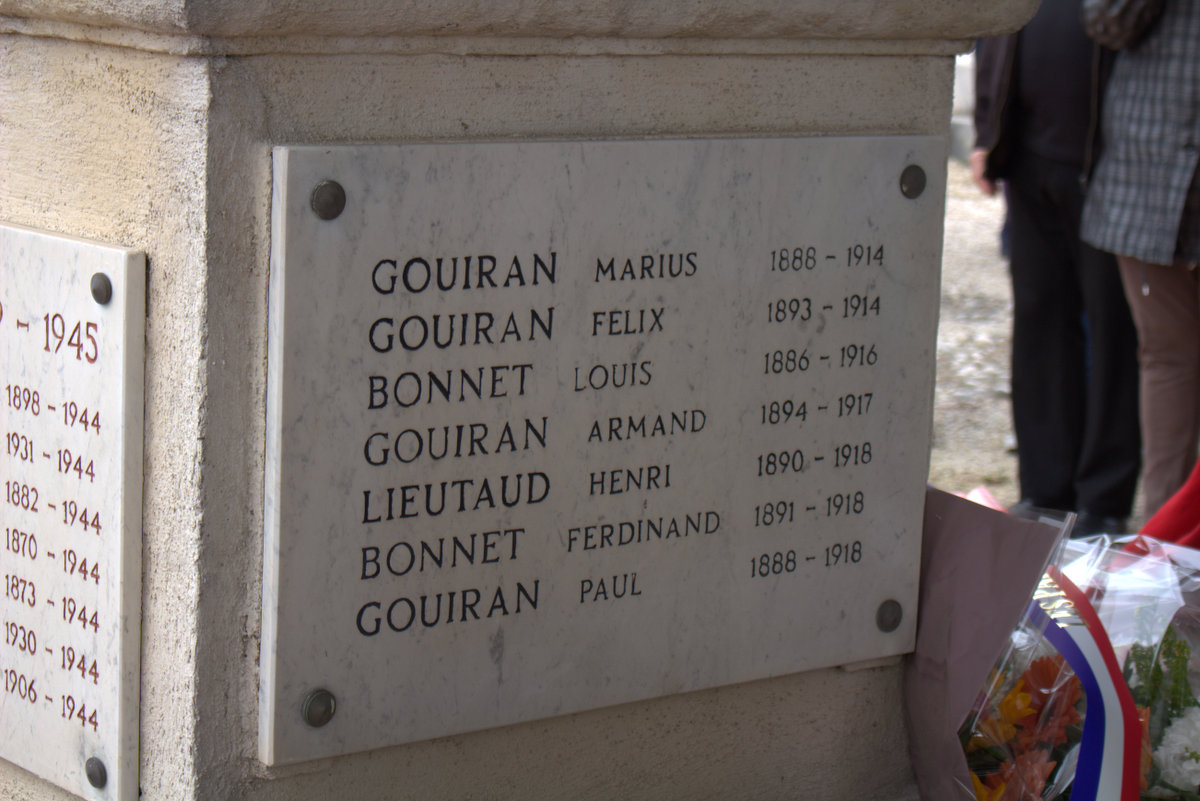 - 1945
1898 - 1944
1931 - 1944
1882 - 1944
1870 - 1944
1873 - 1944
1930 - 1944
1906 - 1944
GOUIRAN MARIUS 1888 - 1914
GOUIRAN FELIX 1893 - 1914
BONNET LOUIS 1886 - 1916
GOUIRAN ARMAND 1894 - 1917
LIEUTAUD HENRI 1890 - 1918
BONNET FERDINAND 1891 - 1918
GOUIRAN PAUL 1888 - 1918